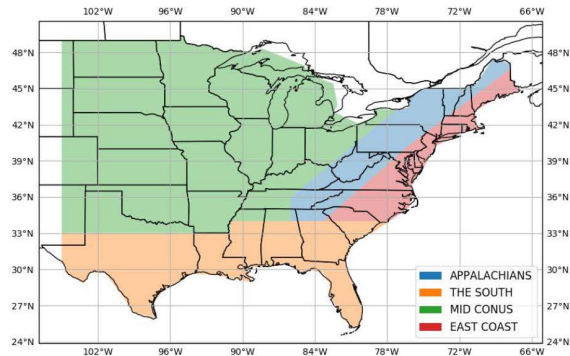 102°W 96°W 90°W 84°W 78°W 72°W 66°W
48°N 48°N
45°N 45°N
42°N 42°N
39°N 39°N
36°N 36°N
33°N 33°N
30°N 30°N
27°N 27°N
24°N 24°N
APPALACHIANS
THE SOUTH
MID CONUS
EAST COAST
102°W 96°W 90°W 84°W 78°W 72°W 66°W